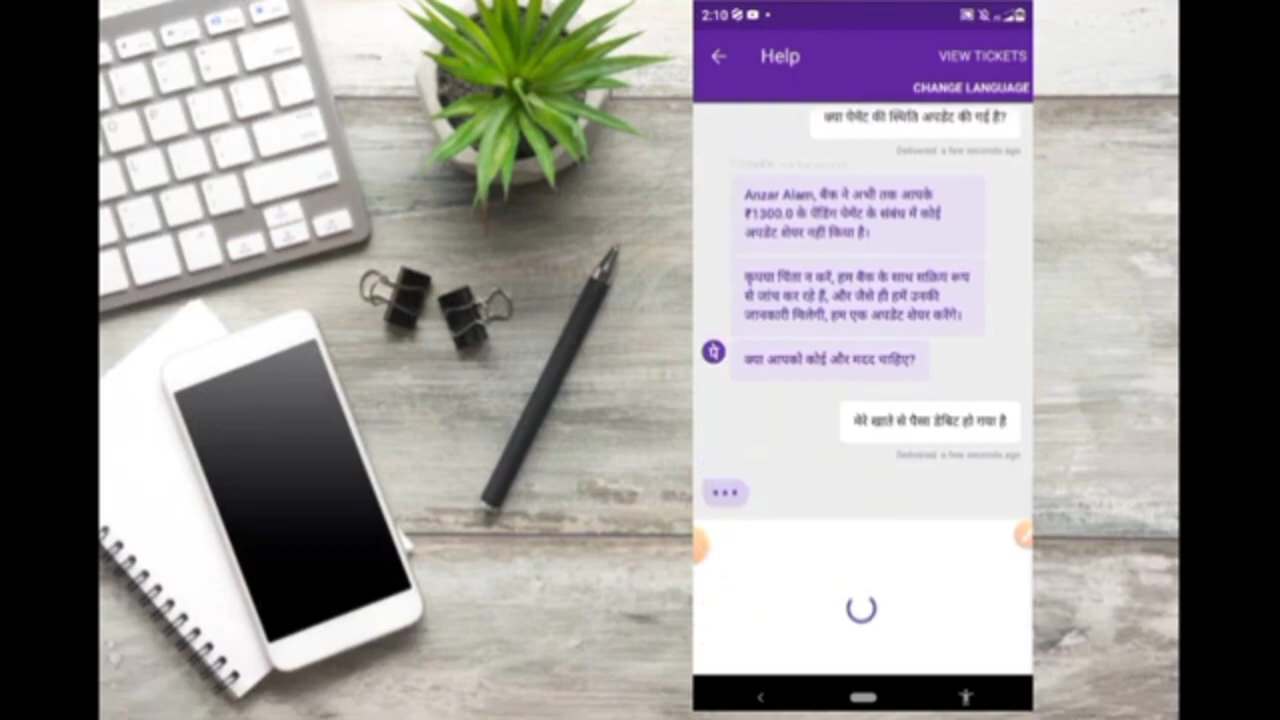 2:10
Help
VIEW TICKETS
CHANGE LANGUAGE
क्या पेमेंट की स्थिति अपडेट की गई है?
Delivered a few seconds ago
Anzar Alam, बैंक ने अभी तक आपके
₹1300.0 के पेंडिंग पेमेंट के संबंध में कोई
अपडेट शेयर नहीं किया है।
कृपया चिंता न करें, हम बैंक के साथ सक्रिय रूप
से जांच कर रहे हैं, और जैसे ही हमें उनकी
जानकारी मिलेगी, हम एक अपडेट शेयर करेंगे।
पे
क्या आपको कोई और मदद चाहिए?
मेरे खाते से पैसा डेबिट हो गया है
Delivered a few seconds ago